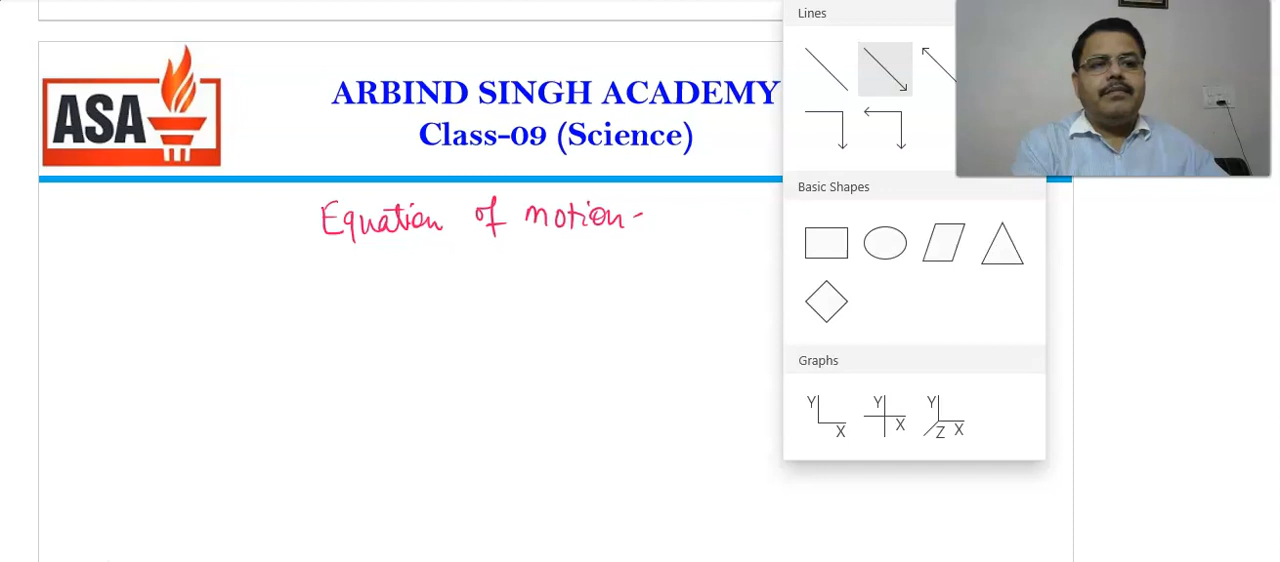 ASA
ARBIND SINGH ACADEMY
Class-09 (Science)
Equation of motion -
Lines
Basic Shapes
Graphs
Y
X
Y
X
Y
Z
X